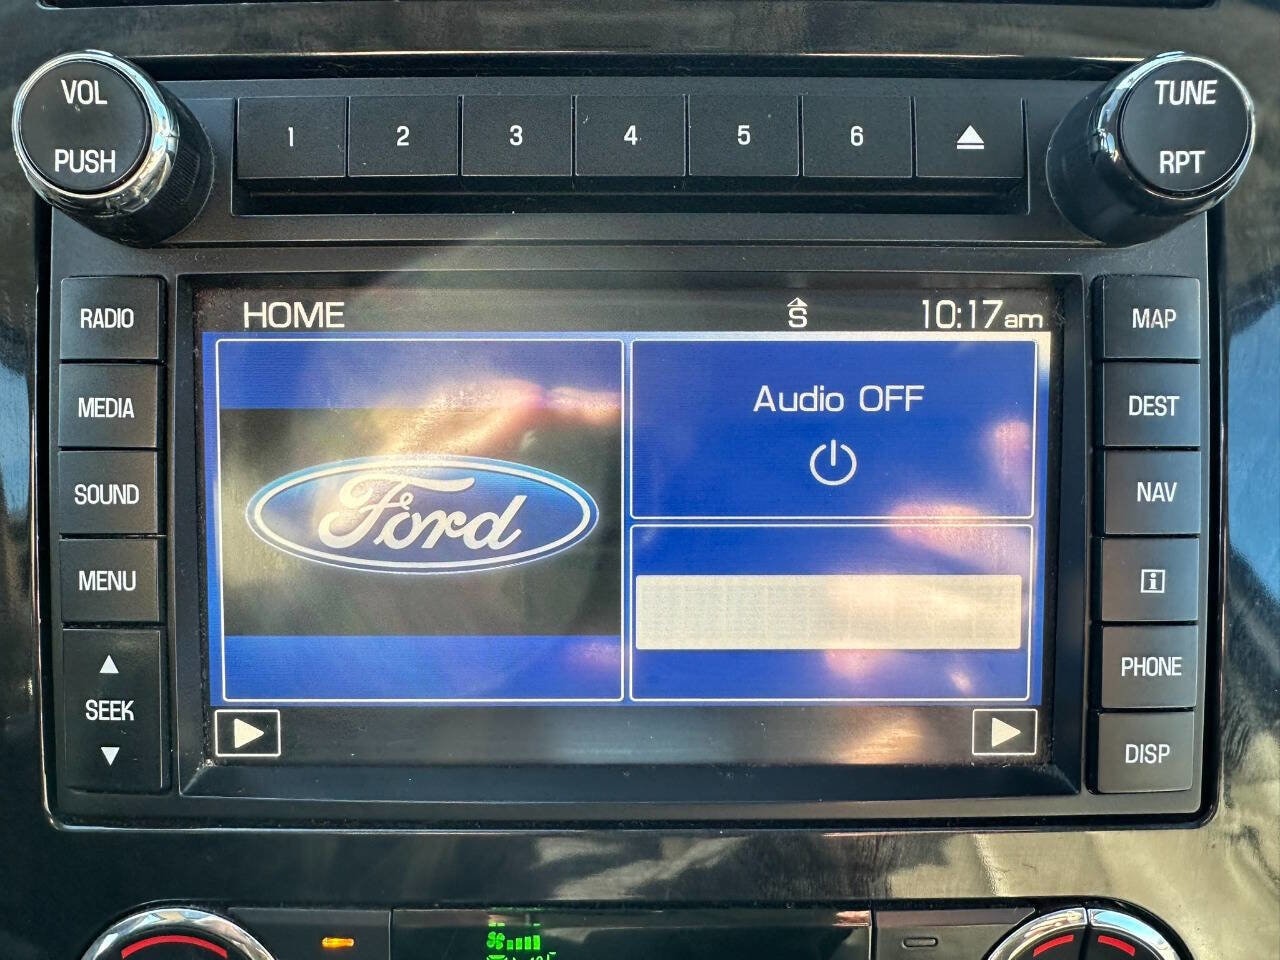 VOL
PUSH
1 2 3 4 5 6
TUNE
RPT
RADIO
MEDIA
SOUND
MENU
SEEK
HOME
S
10:17am
Ford
Audio OFF
MAP
DEST
NAV
i
PHONE
DISP